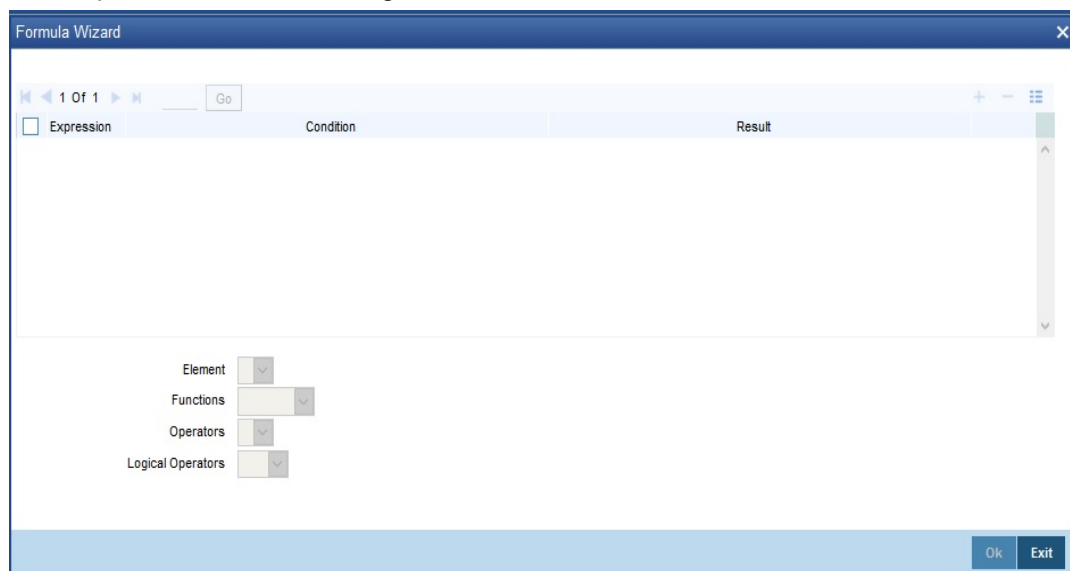 Formula Wizard
1 Of 1 Go
Expression Condition Result
Element
Functions
Operators
Logical Operators
Ok Exit